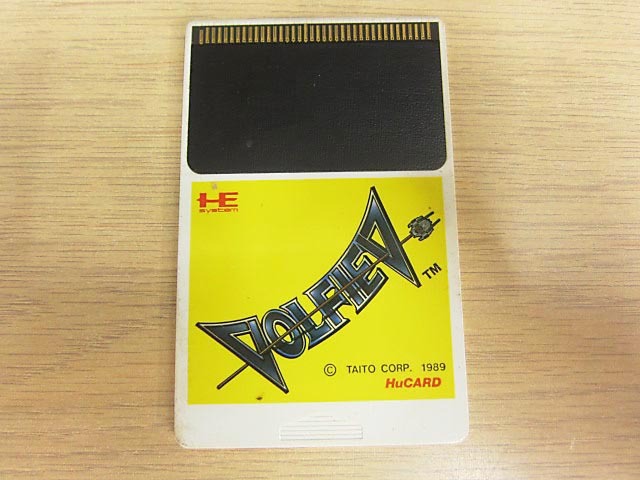 HE
system
VOLFIED
TM
© TAITO CORP. 1989
HuCARD